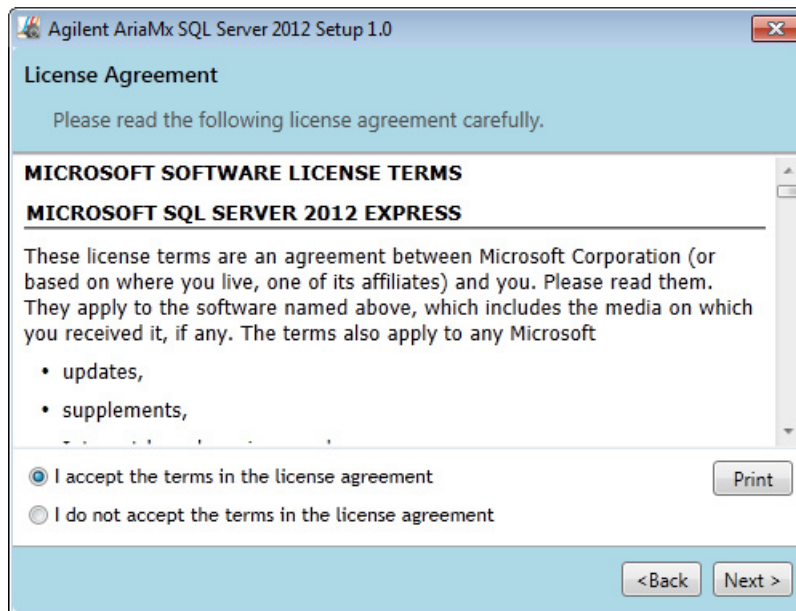 Agilent AriaMx SQL Server 2012 Setup 1.0
License Agreement
Please read the following license agreement carefully.
MICROSOFT SOFTWARE LICENSE TERMS
MICROSOFT SQL SERVER 2012 EXPRESS
These license terms are an agreement between Microsoft Corporation (or
based on where you live, one of its affiliates) and you. Please read them.
They apply to the software named above, which includes the media on which
you received it, if any. The terms also apply to any Microsoft
• updates,
• supplements,
I accept the terms in the license agreement
Print
I do not accept the terms in the license agreement
<Back
Next >